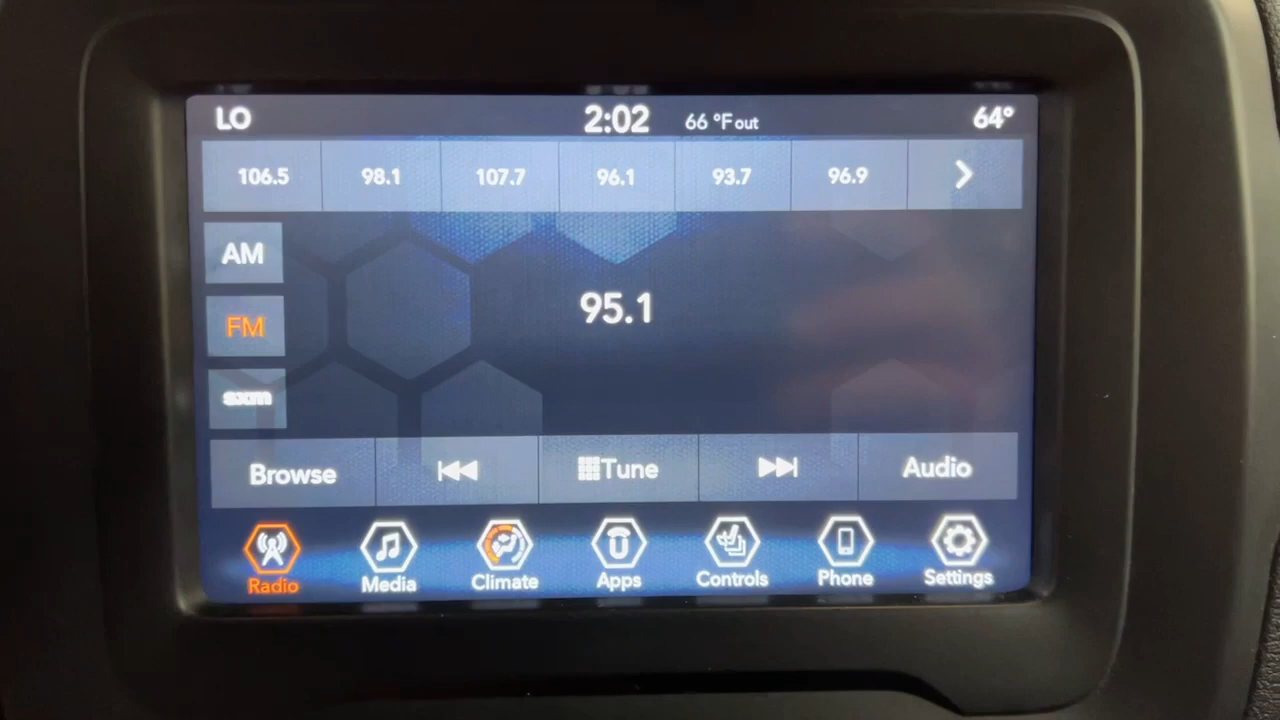 LO 2:02 66 °F out 64°
106.5 98.1 107.7 96.1 93.7 96.9
AM
95.1
FM
sxm
Browse Tune Audio
Radio Media Climate Apps Controls Phone Settings